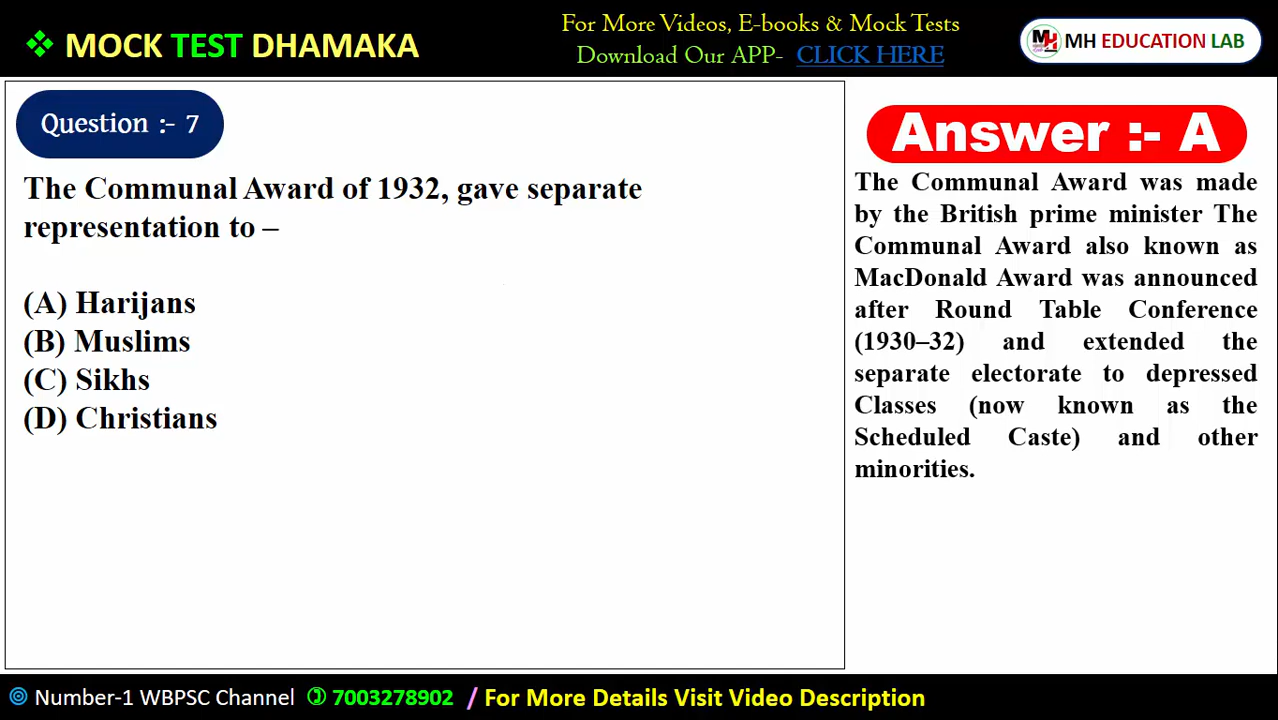 ❖ MOCK TEST DHAMAKA
For More Videos, E-books & Mock Tests
Download Our APP- CLICK HERE
MH EDUCATION LAB
Question :- 7
The Communal Award of 1932, gave separate
representation to –
(A) Harijans
(B) Muslims
(C) Sikhs
(D) Christians
Answer :- A
The Communal Award was made
by the British prime minister The
Communal Award also known as
MacDonald Award was announced
after Round Table Conference
(1930–32) and extended the
separate electorate to depressed
Classes (now known as the
Scheduled Caste) and other
minorities.
Number-1 WBPSC Channel 7003278902 / For More Details Visit Video Description